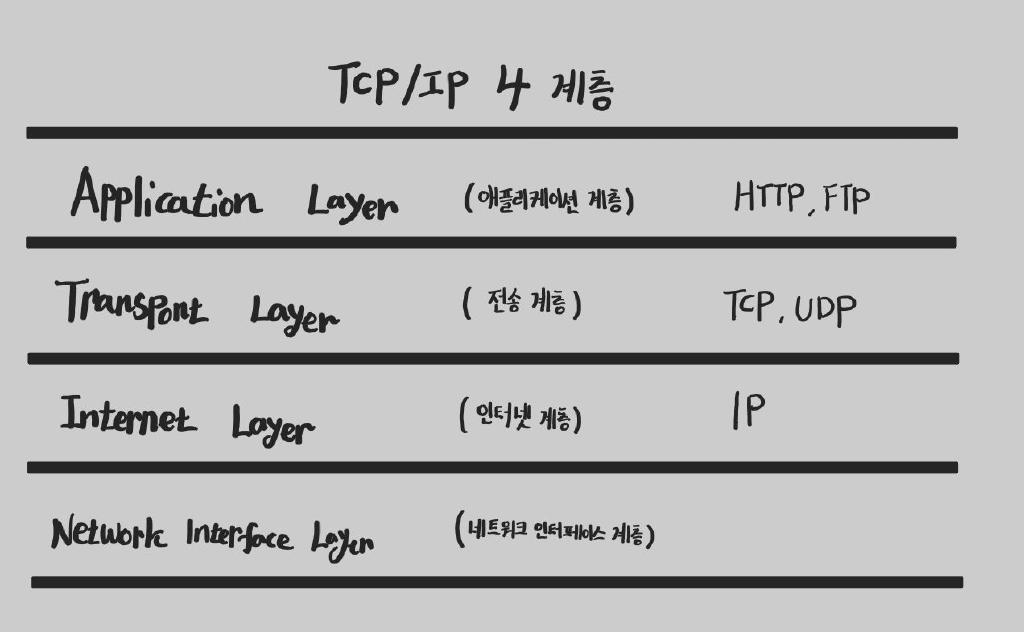 TCP/IP 4 계층
Application Layer (애플리케이션 계층) HTTP, FTP
Transport Layer (전송 계층) TCP, UDP
Internet Layer (인터넷 계층) IP
Network Interface Layer (네트워크 인터페이스 계층)